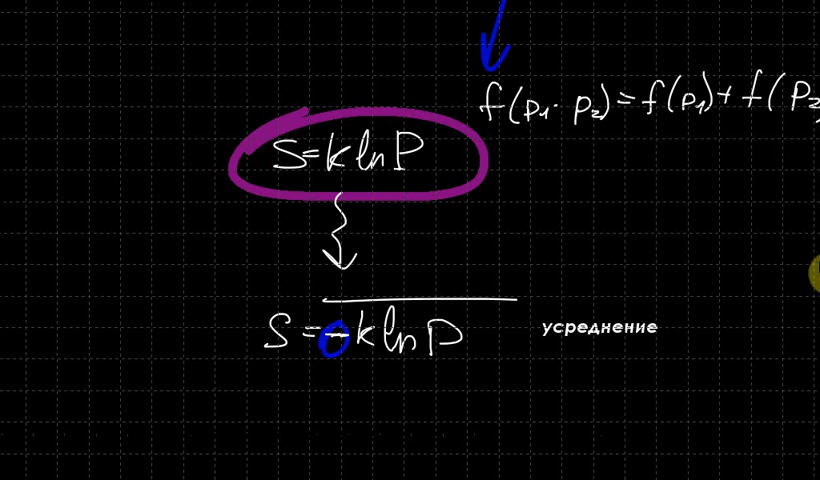 f(p₁·p₂)=f(p₁)+f(p₂
S=k ln P
S=-k ln p усреднение